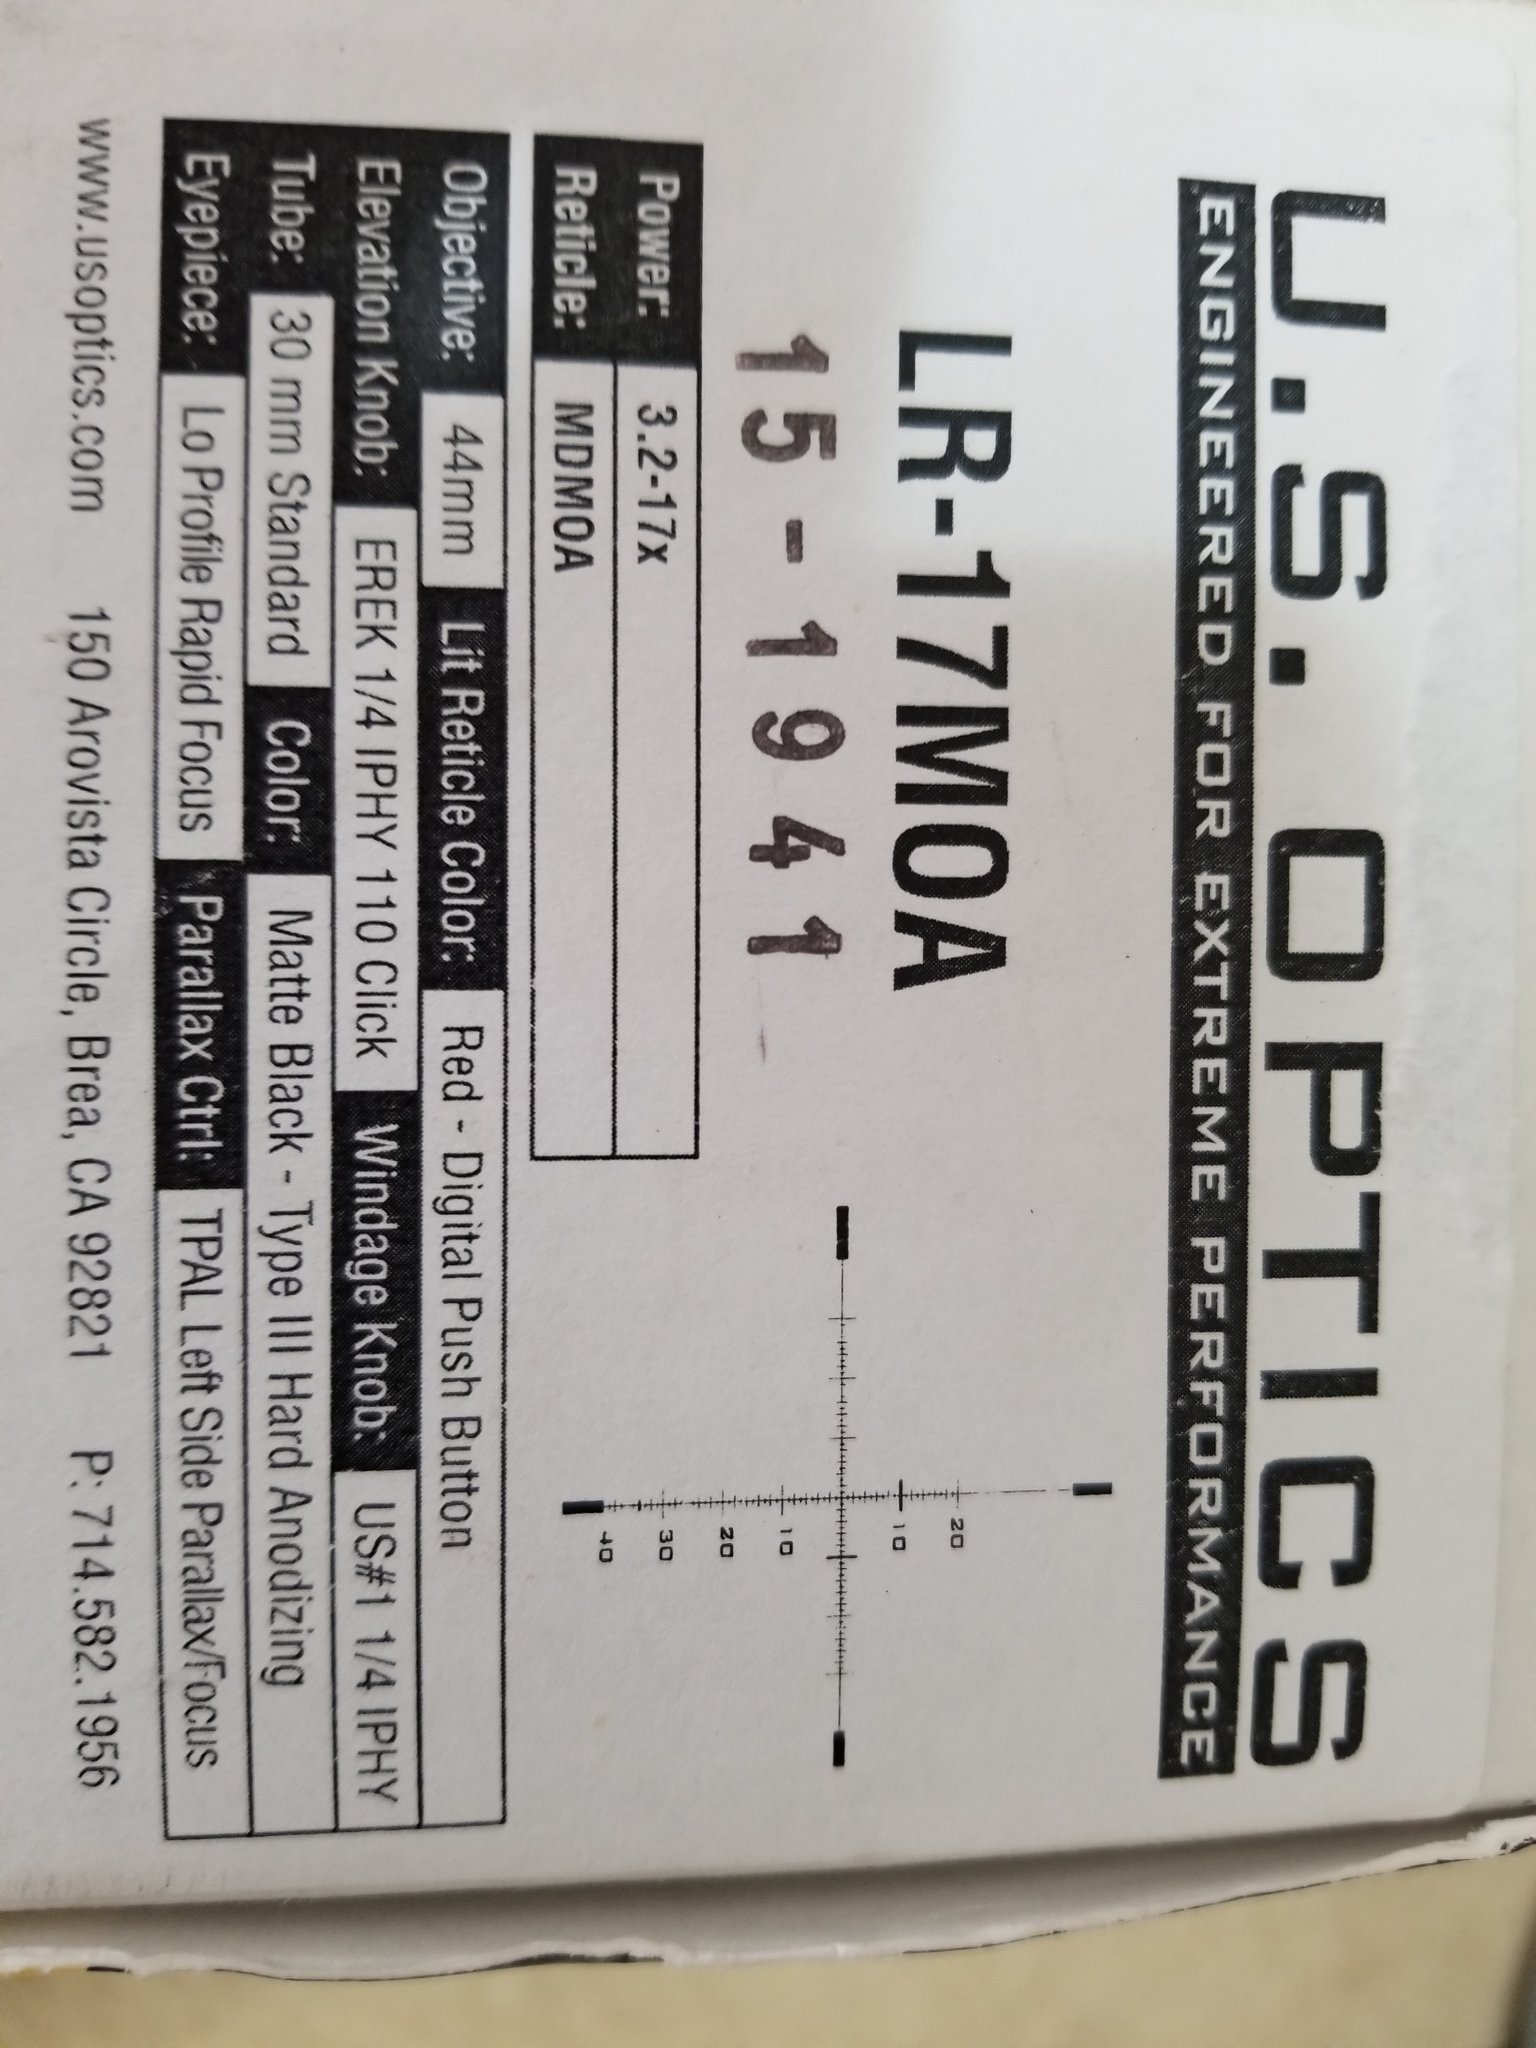 U.S. OPTICS
ENGINEERED FOR EXTREME PERFORMANCE
LR-17MOA
15-1941
Power: 3.2-17x
Reticle: MDMOA
20
10
10
20
30
40
Objective: 44mm Lit Reticle Color: Red - Digital Push Button
Elevation Knob: EREK 1/4 IPHY 110 Click Windage Knob: US#1 1/4 IPHY
Tube: 30 mm Standard Color: Matte Black - Type III Hard Anodizing
Eyepiece: Lo Profile Rapid Focus Parallax Ctrl: TPAL Left Side Parallax/Focus
www.usoptics.com 150 Arovista Circle, Brea, CA 92821 P: 714.582.1956